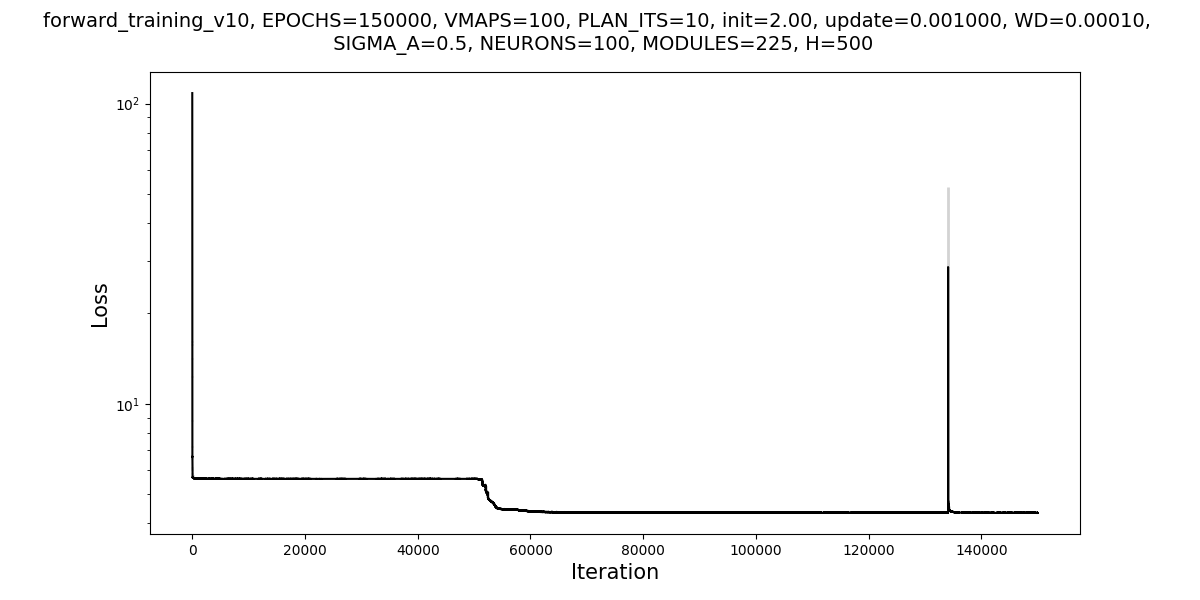 forward_training_v10, EPOCHS=150000, VMAPS=100, PLAN_ITS=10, init=2.00, update=0.001000, WD=0.00010,
SIGMA_A=0.5, NEURONS=100, MODULES=225, H=500
10²
10¹
Loss
0 20000 40000 60000 80000 100000 120000 140000
Iteration